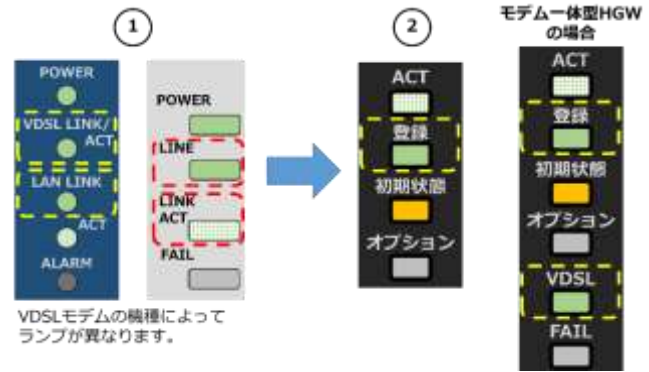 ①
②
モデム一体型HGW
の場合
POWER
VDSL LINK/
ACT
LAN LINK
ACT
ALARM
POWER
LINE
LINK
ACT
FAIL
VDSLモデムの機種によって
ランプが異なります。
ACT
登録
初期状態
オプション
ACT
登録
初期状態
オプション
VDSL
FAIL